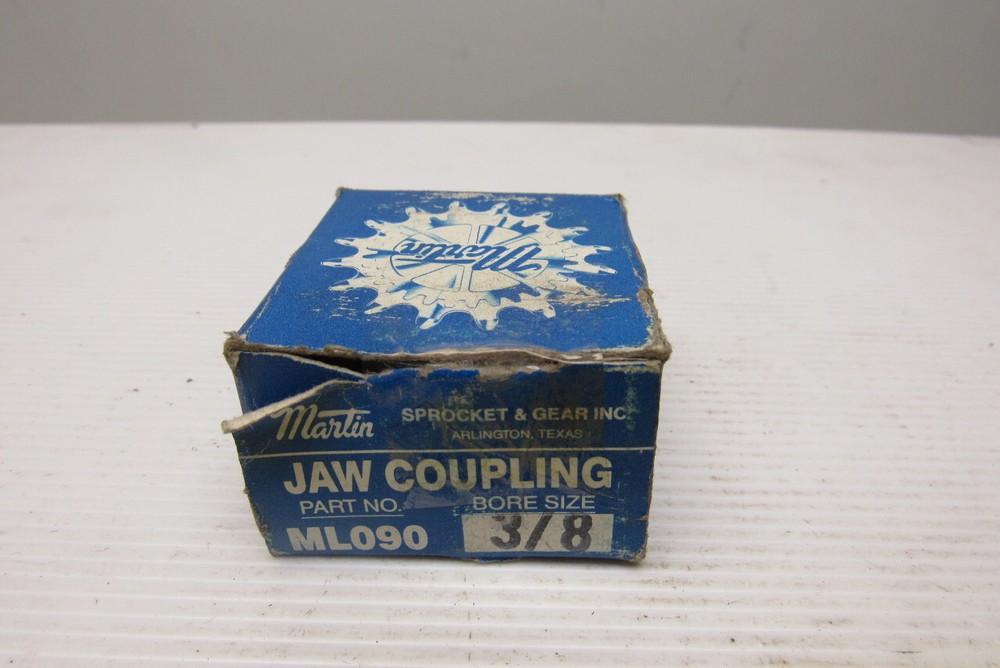 Martin
Martin SPROCKET & GEAR INC.
ARLINGTON, TEXAS
JAW COUPLING
PART NO. BORE SIZE
ML090 3/8